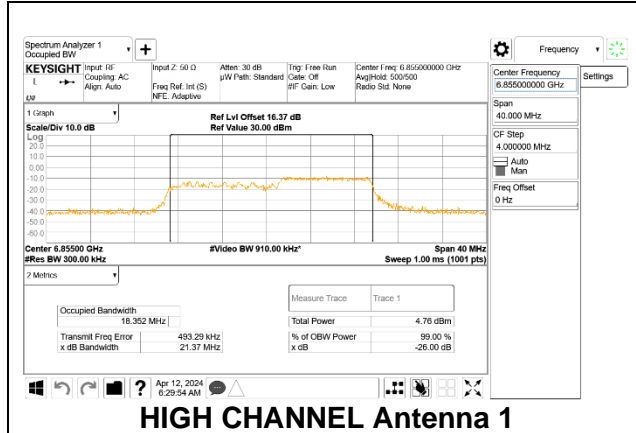 Spectrum Analyzer 1
Occupied BW
Frequency
KEYSIGHT
L
Input: RF
Coupling: AC
Align: Auto
Input Z: 50 Ω
Freq Ref: Int (S)
NFE: Adaptive
Atten: 30 dB
µW Path: Standard
Trig: Free Run
Gate: Off
#IF Gain: Low
Center Freq: 6.855000000 GHz
Avg|Hold: 500/500
Radio Std: None
Center Frequency
6.855000000 GHz
Settings
Span
40.000 MHz
CF Step
4.000000 MHz
Auto
Man
Freq Offset
0 Hz
1 Graph
Scale/Div 10.0 dB
Ref Lvl Offset 16.37 dB
Ref Value 30.00 dBm
Log
20.0
10.0
0.00
-10.0
-20.0
-30.0
-40.0
-50.0
-60.0
Center 6.85500 GHz
#Video BW 910.00 kHz*
Span 40 MHz
#Res BW 300.00 kHz
Sweep 1.00 ms (1001 pts)
2 Metrics
Measure Trace
Trace 1
Occupied Bandwidth
18.352 MHz
Total Power
4.76 dBm
Transmit Freq Error
493.29 kHz
% of OBW Power
99.00 %
x dB Bandwidth
21.37 MHz
x dB
-26.00 dB
?
Apr 12, 2024
6:29:54 AM
HIGH CHANNEL Antenna 1